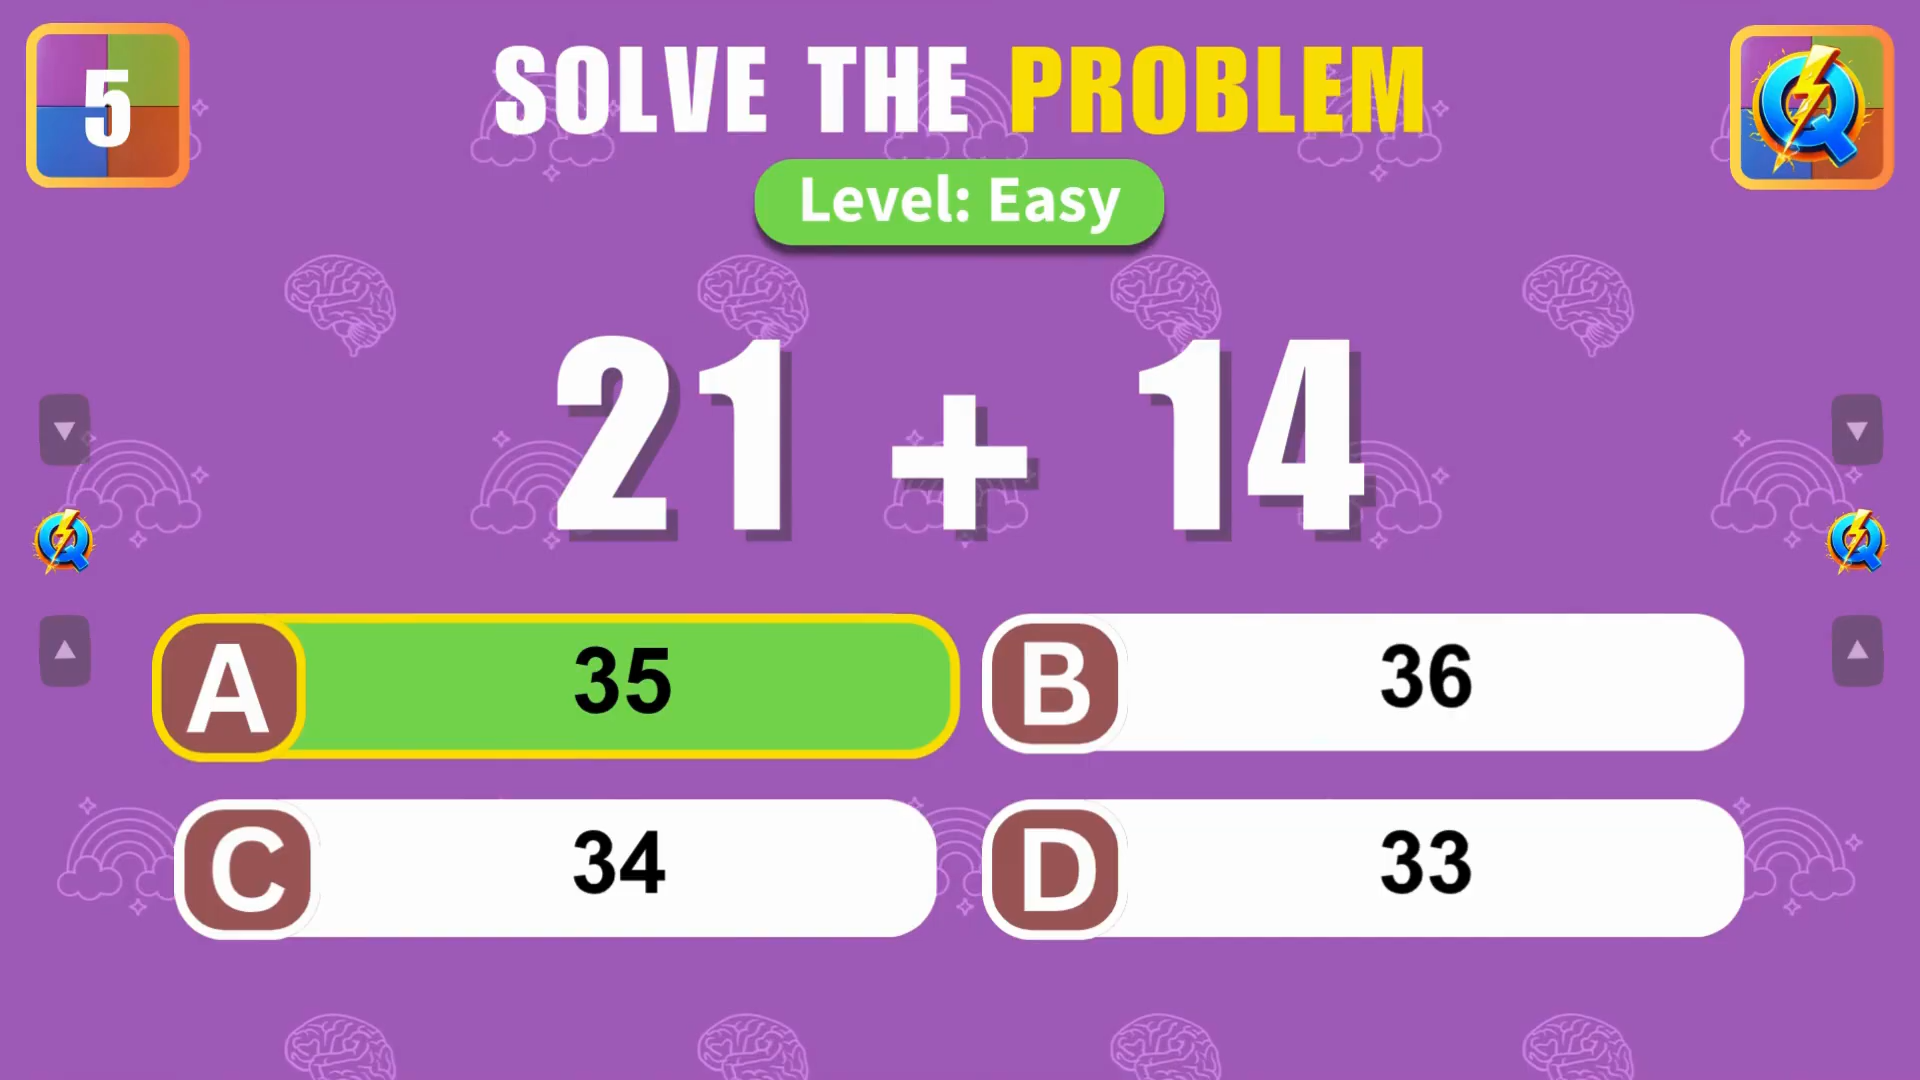 5
SOLVE THE PROBLEM
Level: Easy
21 + 14
A 35
B 36
C 34
D 33